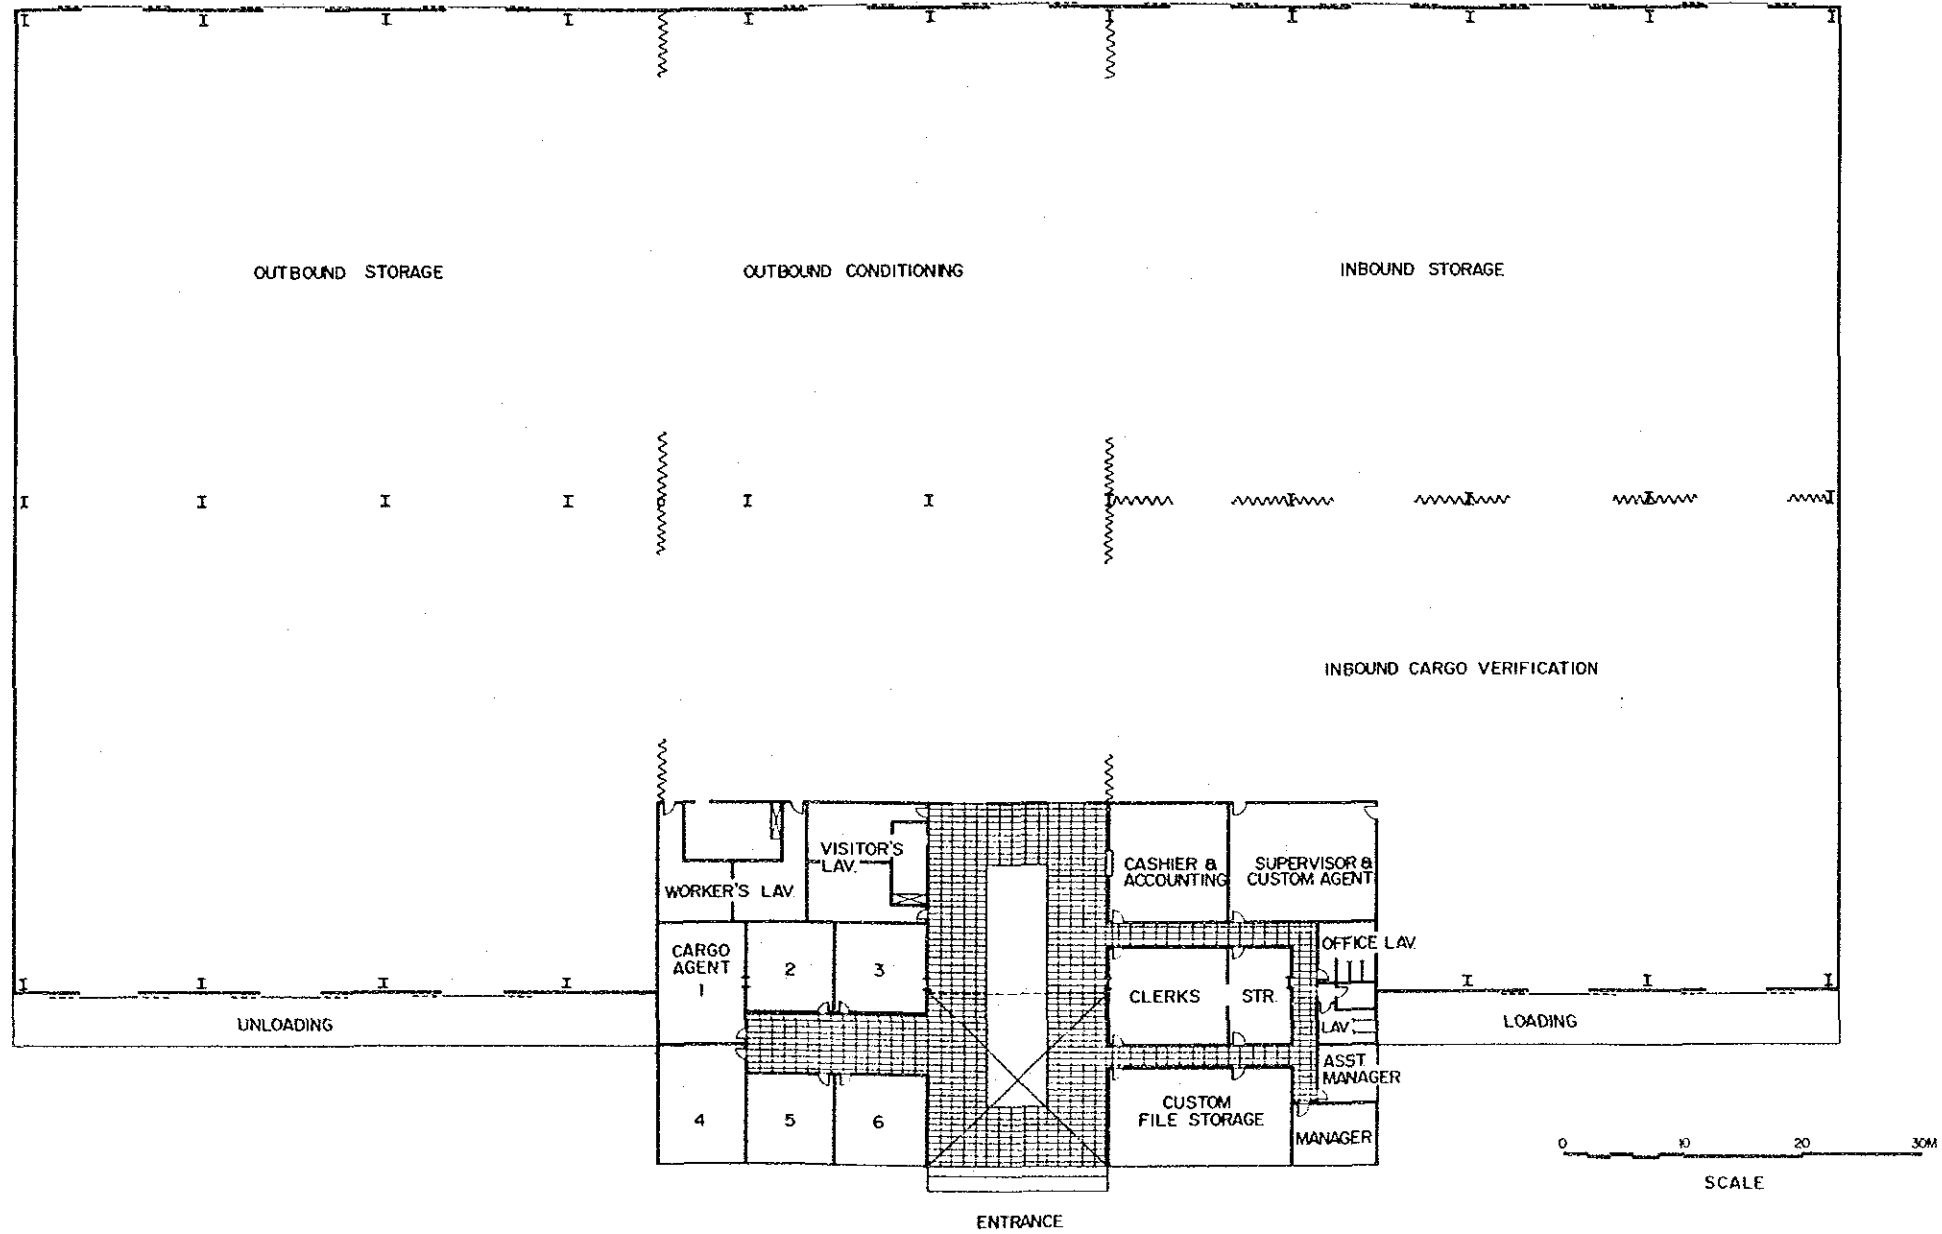 OUTBOUND STORAGE
OUTBOUND CONDITIONING
INBOUND STORAGE
INBOUND CARGO VERIFICATION
VISITOR'S
LAV.
WORKER'S LAV.
CASHIER &
ACCOUNTING
SUPERVISOR &
CUSTOM AGENT
CARGO
AGENT
1
2
3
OFFICE LAV.
CLERKS
STR.
UNLOADING
LAV.
LOADING
ASST.
MANAGER
4
5
6
CUSTOM
FILE STORAGE
MANAGER
0 10 20 30M
SCALE
ENTRANCE